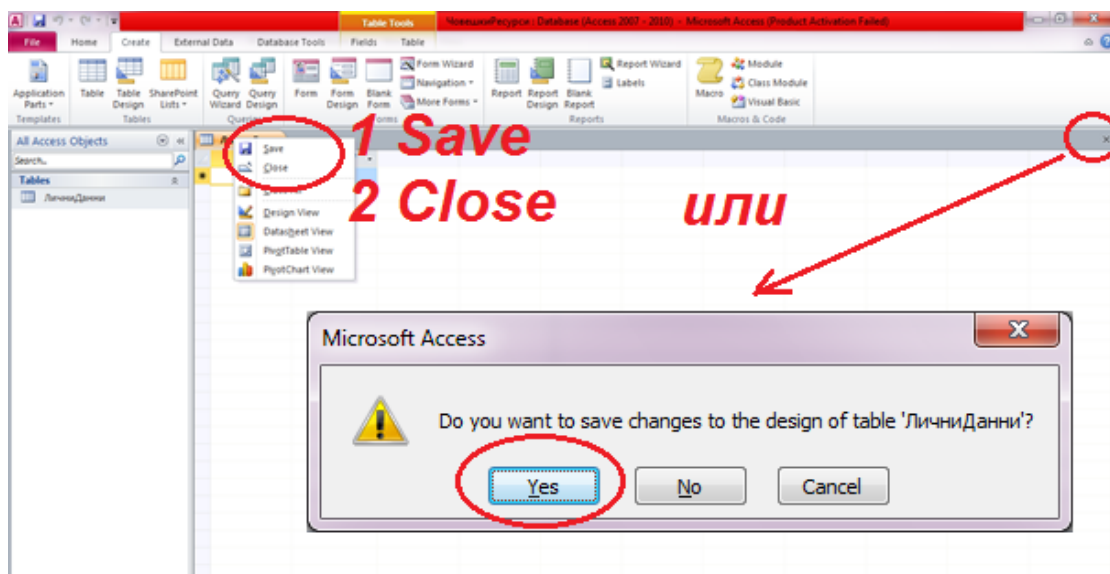 Table Tools ЧовешкиРесурси : Database (Access 2007 - 2010) - Microsoft Access (Product Activation Failed)
File Home Create External Data Database Tools Fields Table
Application Parts Table Table Design SharePoint Lists Query Wizard Query Design Form Form Design Blank Form Form Wizard Navigation More Forms Report Report Design Blank Report Report Wizard Labels Macro Module Class Module Visual Basic
Templates Tables Reports Macros & Code
All Access Objects
Search..
Tables
ЛичниДанни
Save
Close
Design View
Datasheet View
PivotTable View
PivotChart View
1 Save
2 Close или
Microsoft Access
Do you want to save changes to the design of table 'ЛичниДанни'?
Yes No Cancel